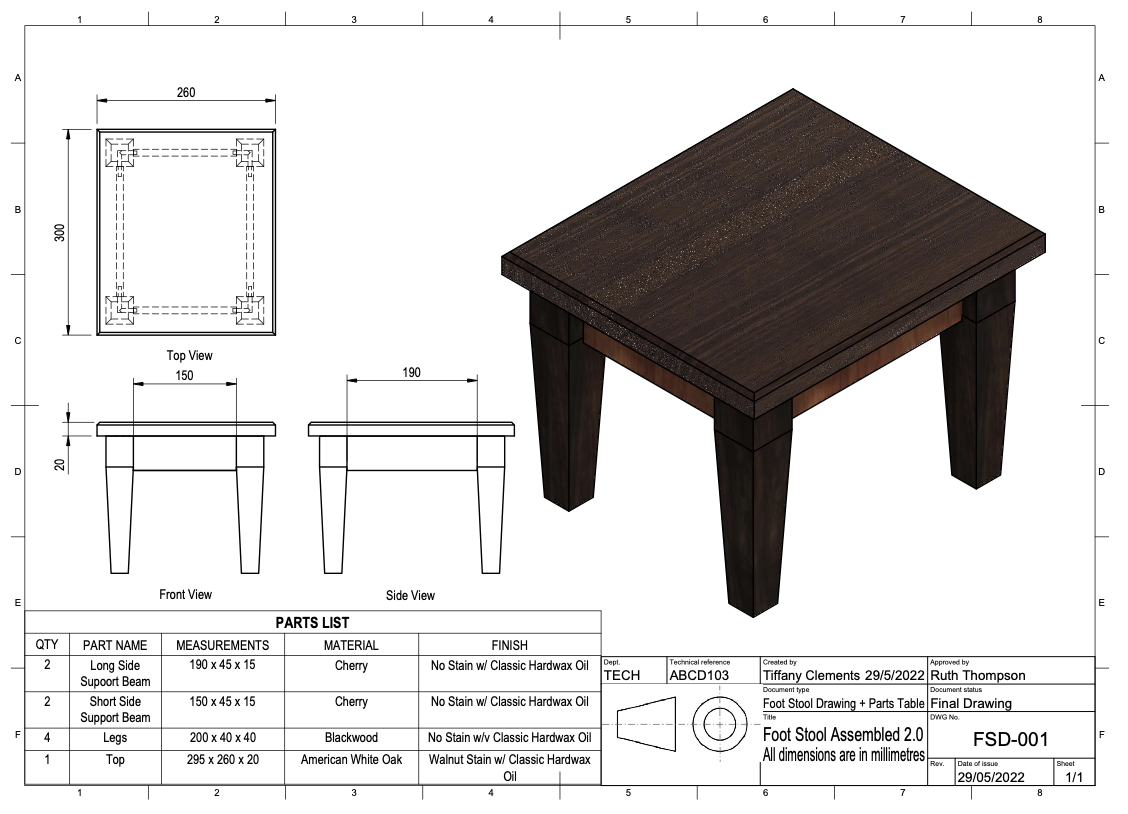 1 2 3 4 5 6 7 8
A A
260
B B
300
C C
Top View
150 190
20
D D
E E
Front View Side View
PARTS LIST
QTY PART NAME MEASUREMENTS MATERIAL FINISH
2 Long Side 190 x 45 x 15 Cherry No Stain w/ Classic Hardwax Oil
Supoort Beam
2 Short Side 150 x 45 x 15 Cherry No Stain w/ Classic Hardwax Oil
Support Beam
4 Legs 200 x 40 x 40 Blackwood No Stain w/v Classic Hardwax Oil
1 Top 295 x 260 x 20 American White Oak Walnut Stain w/ Classic Hardwax
Oil
Dept. Technical reference Created by Approved by
TECH ABCD103 Tiffany Clements 29/5/2022 Ruth Thompson
Document type Document status
Foot Stool Drawing + Parts Table Final Drawing
Title DWG No.
Foot Stool Assembled 2.0 FSD-001
All dimensions are in millimetres
F F
Rev. Date of issue Sheet
29/05/2022 1/1
1 2 3 4 5 6 7 8